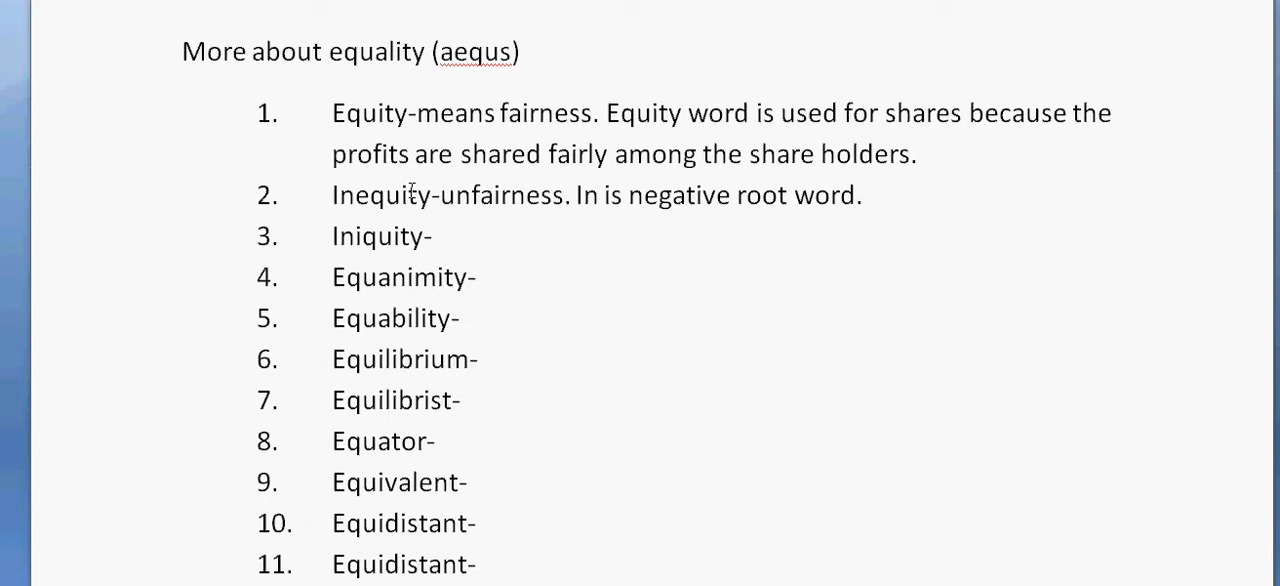 More about equality (aequs)
1. Equity-means fairness. Equity word is used for shares because the
profits are shared fairly among the share holders.
2. Inequity-unfairness. In is negative root word.
3. Iniquity-
4. Equanimity-
5. Equability-
6. Equilibrium-
7. Equilibrist-
8. Equator-
9. Equivalent-
10. Equidistant-
11. Equidistant-